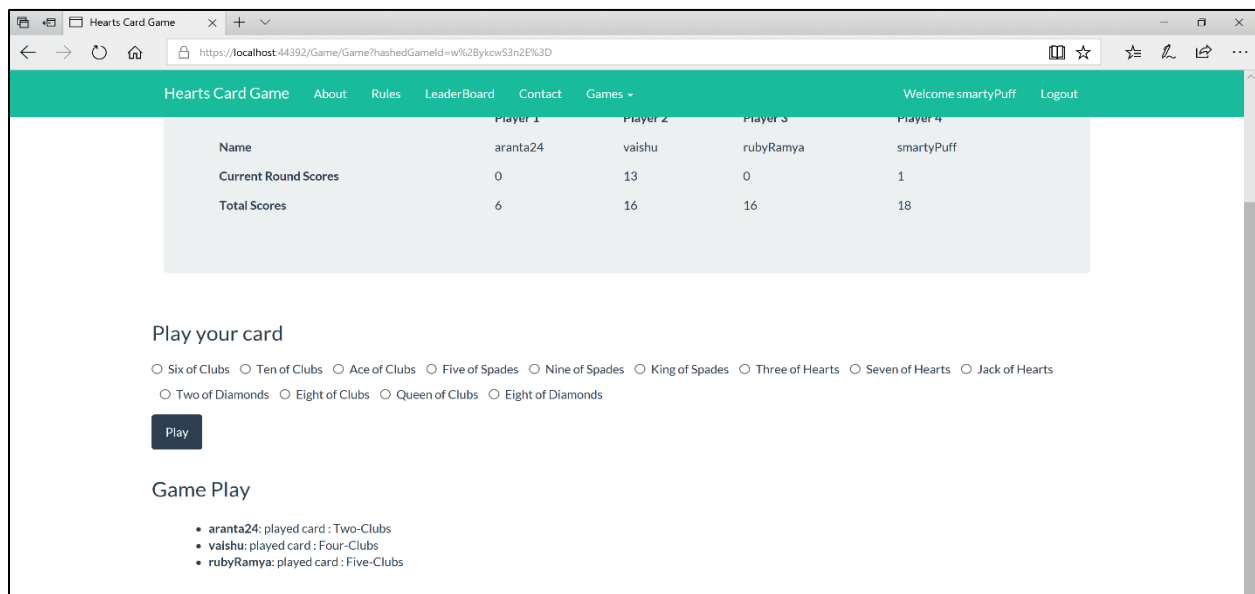 Hearts Card Game
https://localhost:44392/Game/Game?hashedGameId=w%2BykcwS3n2E%3D
Hearts Card Game About Rules LeaderBoard Contact Games Welcome smartyPuff Logout
Player 1 Player 2 Player 3 Player 4
Name aranta24 vaishu rubyRamya smartyPuff
Current Round Scores 0 13 0 1
Total Scores 6 16 16 18
Play your card
Six of Clubs Ten of Clubs Ace of Clubs Five of Spades Nine of Spades King of Spades Three of Hearts Seven of Hearts Jack of Hearts
Two of Diamonds Eight of Clubs Queen of Clubs Eight of Diamonds
Play
Game Play
• aranta24: played card : Two-Clubs
• vaishu: played card : Four-Clubs
• rubyRamya: played card : Five-Clubs